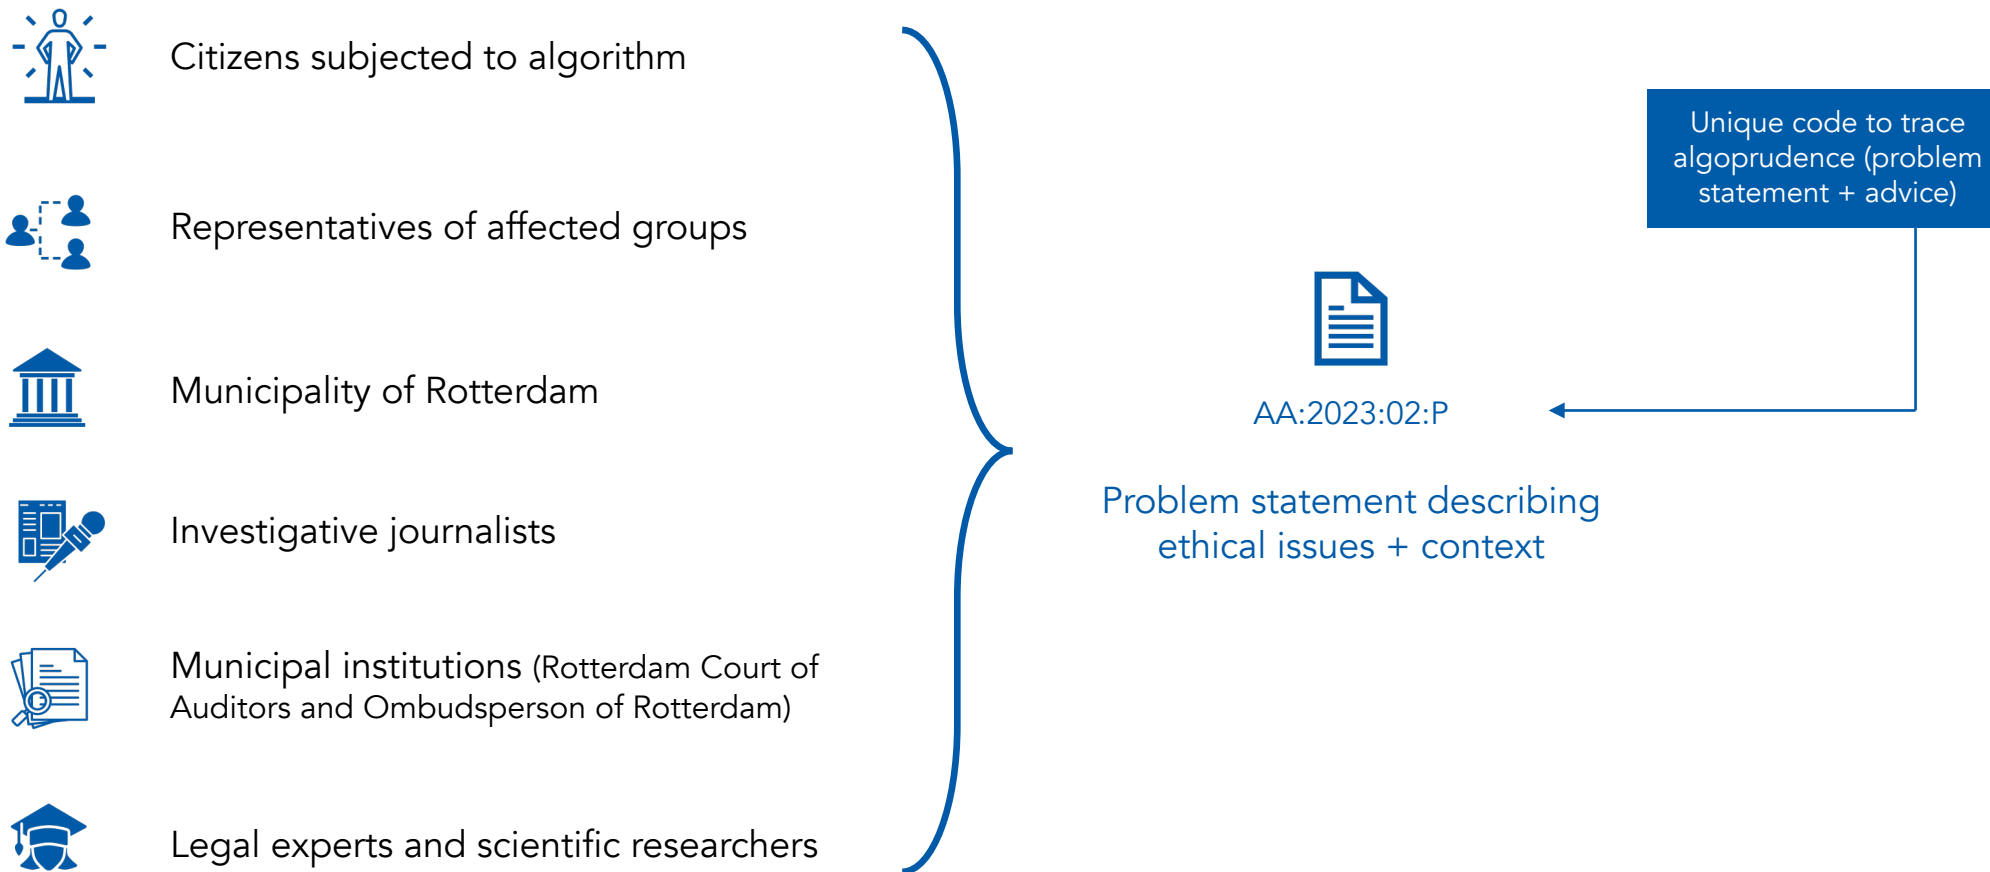 Citizens subjected to algorithm
Representatives of affected groups
Municipality of Rotterdam
Investigative journalists
Municipal institutions (Rotterdam Court of
Auditors and Ombudsperson of Rotterdam)
Legal experts and scientific researchers
AA:2023:02:P
Problem statement describing
ethical issues + context
Unique code to trace
algoprudence (problem
statement + advice)